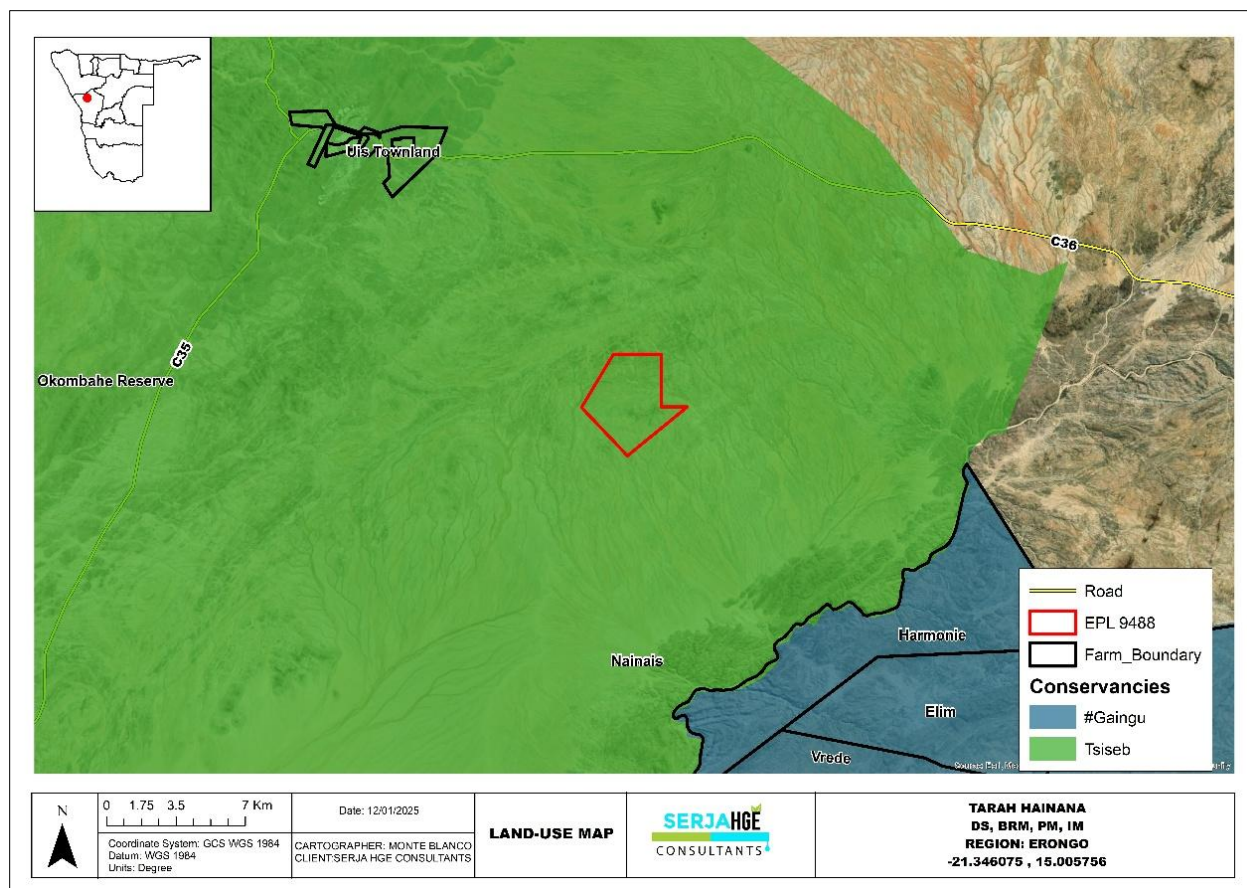 Uis Townland
C36
C35
Okombahe Reserve
Nainais
Harmonie
Elim
Vrede
Road
EPL 9488
Farm_Boundary
Conservancies
#Gaingu
Tsiseb
N
0 1.75 3.5 7 Km
Coordinate System: GCS WGS 1984
Datum: WGS 1984
Units: Degree
Date: 12/01/2025
CARTOGRAPHER: MONTE BLANCO
CLIENT:SERJA HGE CONSULTANTS
LAND-USE MAP
SERJAHGE
CONSULTANTS
TARAH HAINANA
DS, BRM, PM, IM
REGION: ERONGO
-21.346075 , 15.005756